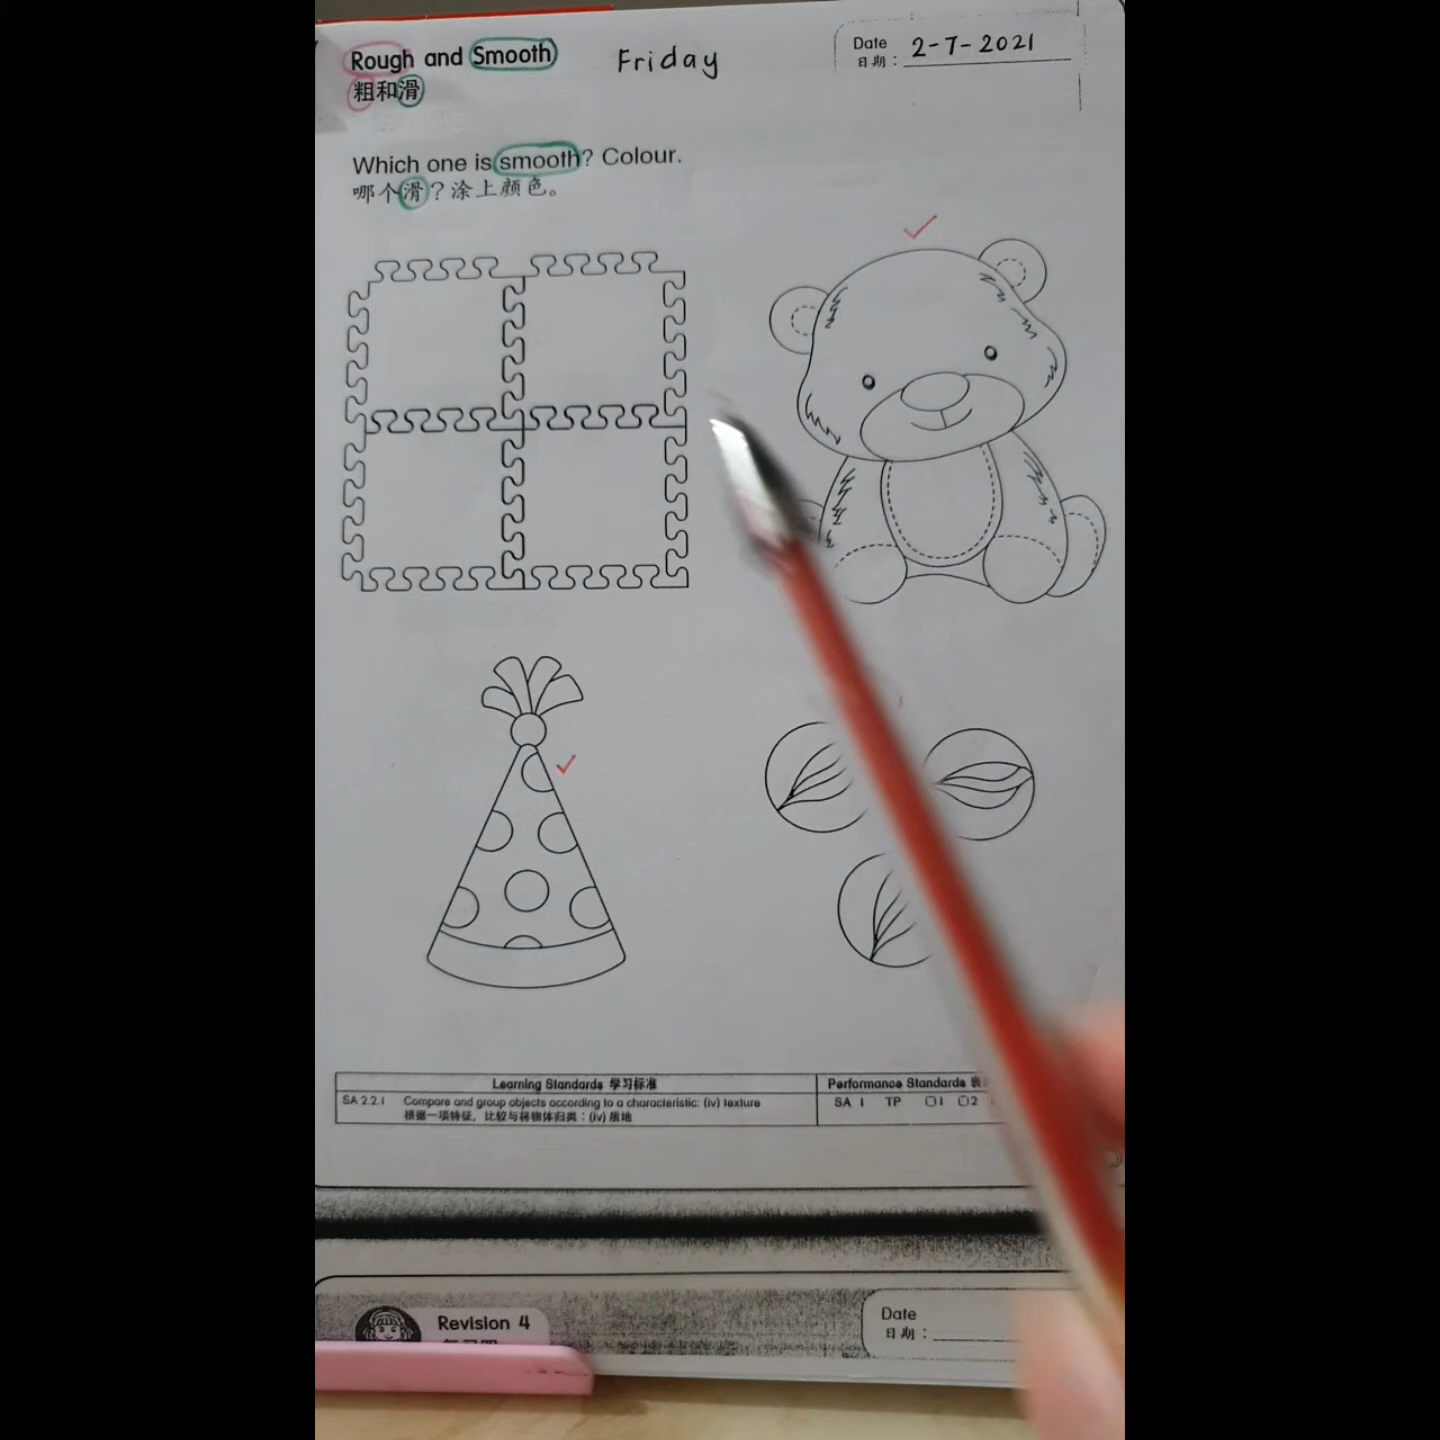 Rough and Smooth
Friday
Date 2-7-2021
日期：
粗和滑
Which one is smooth? Colour.
哪个滑？涂上颜色。
Learning Standards 学习标准
Performance Standards
SA 2.2.1 Compare and group objects according to a characteristic: (iv) texture
根据一项特征，比较与将物体归类：(iv) 质地
SA 1 TP 1 2
Revision 4
Date
日期：